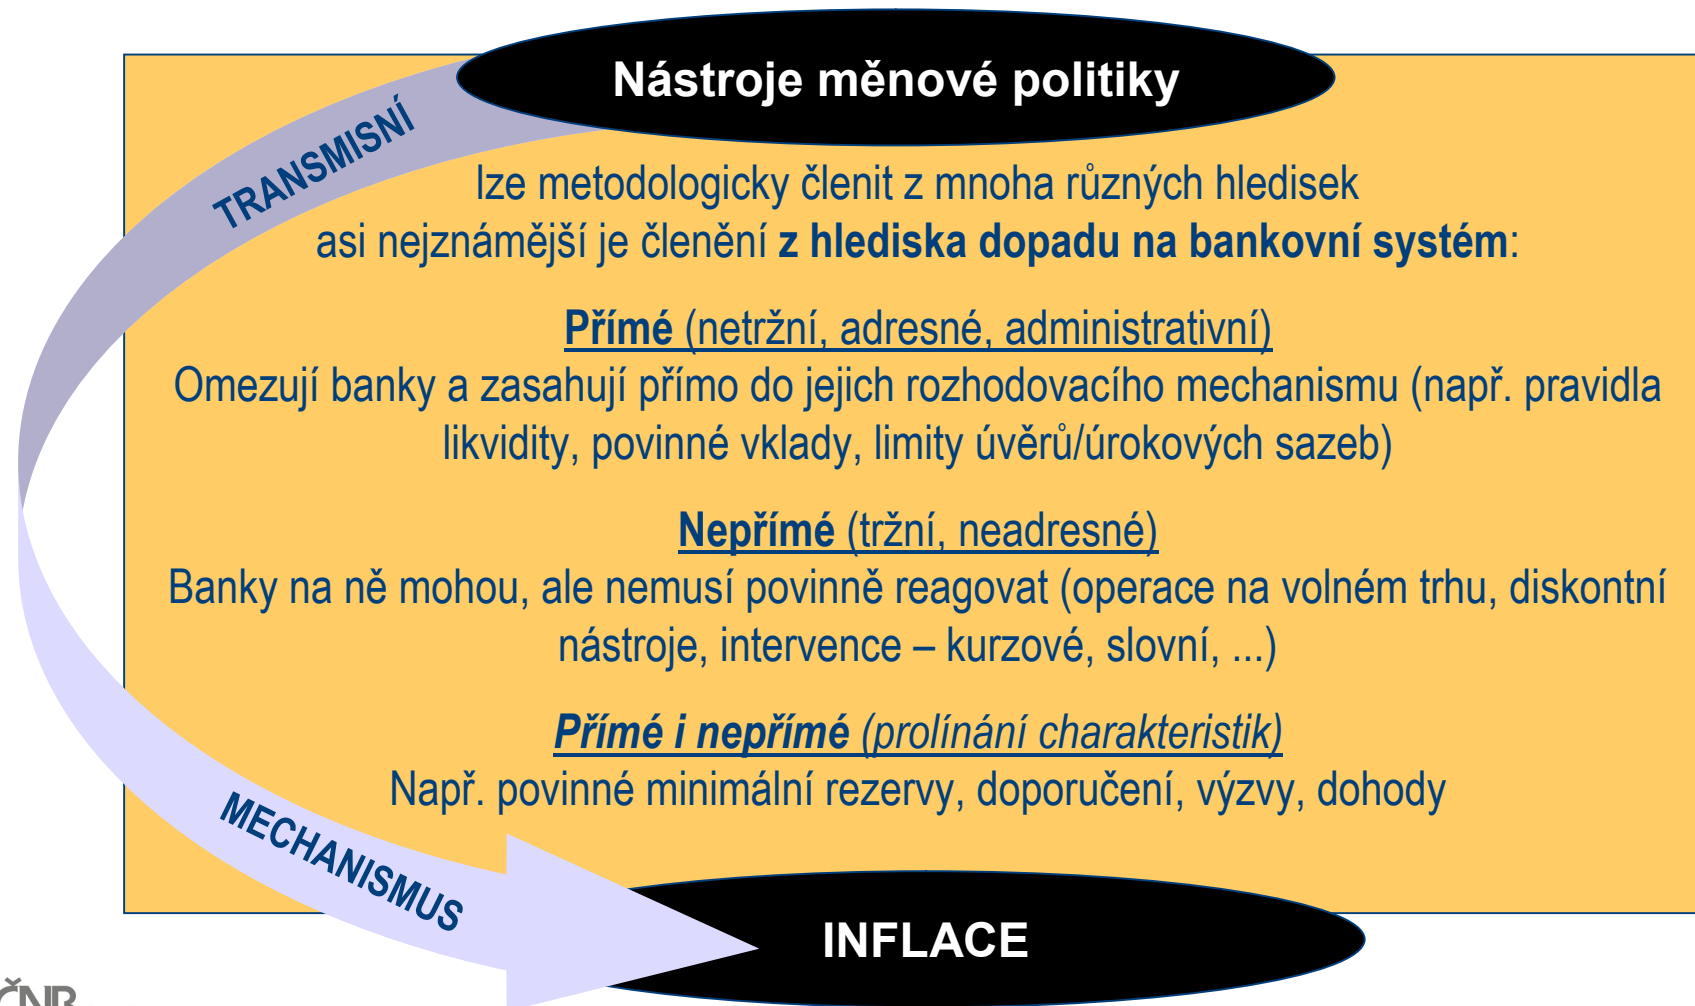 Nástroje měnové politiky
TRANSMISNÍ
lze metodologicky členit z mnoha různých hledisek
asi nejznámější je členění z hlediska dopadu na bankovní systém:
Přímé (netržní, adresné, administrativní)
Omezují banky a zasahují přímo do jejich rozhodovacího mechanismu (např. pravidla
likvidity, povinné vklady, limity úvěrů/úrokových sazeb)
Nepřímé (tržní, neadresné)
Banky na ně mohou, ale nemusí povinně reagovat (operace na volném trhu, diskontní
nástroje, intervence – kurzové, slovní, ...)
Přímé i nepřímé (prolínání charakteristik)
Např. povinné minimální rezervy, doporučení, výzvy, dohody
MECHANISMUS
INFLACE